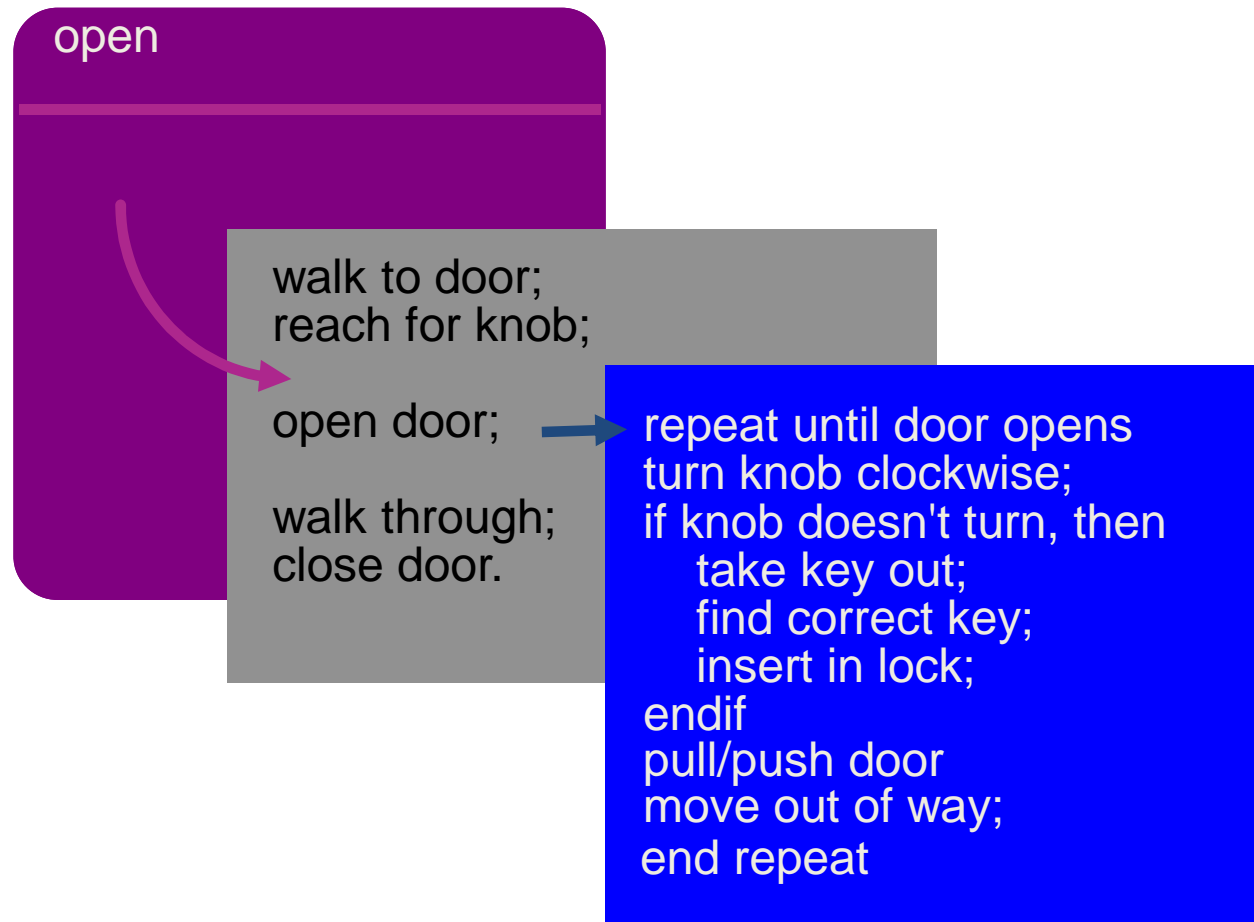 open
walk to door;
reach for knob;
open door;
walk through;
close door.
repeat until door opens
turn knob clockwise;
if knob doesn't turn, then
take key out;
find correct key;
insert in lock;
endif
pull/push door
move out of way;
end repeat